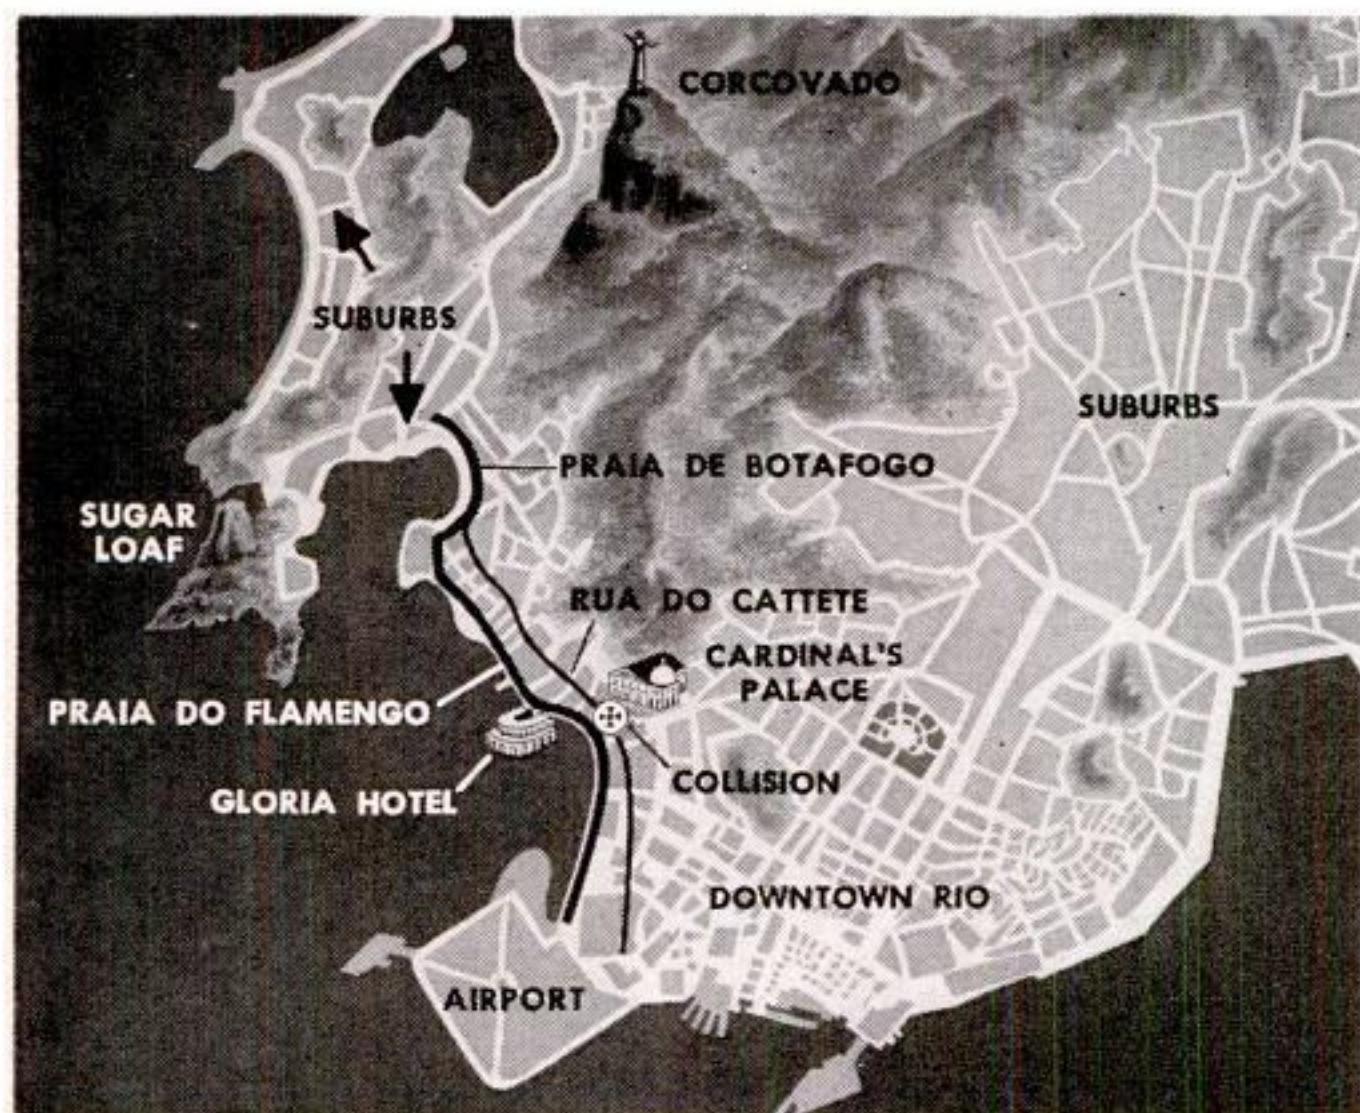 CORCOVADO
SUBURBS
SUBURBS
PRAIA DE BOTAFOGO
SUGAR
LOAF
RUA DO CATTETE
CARDINAL'S
PALACE
PRAIA DO FLAMENGO
COLLISION
GLORIA HOTEL
DOWNTOWN RIO
AIRPORT